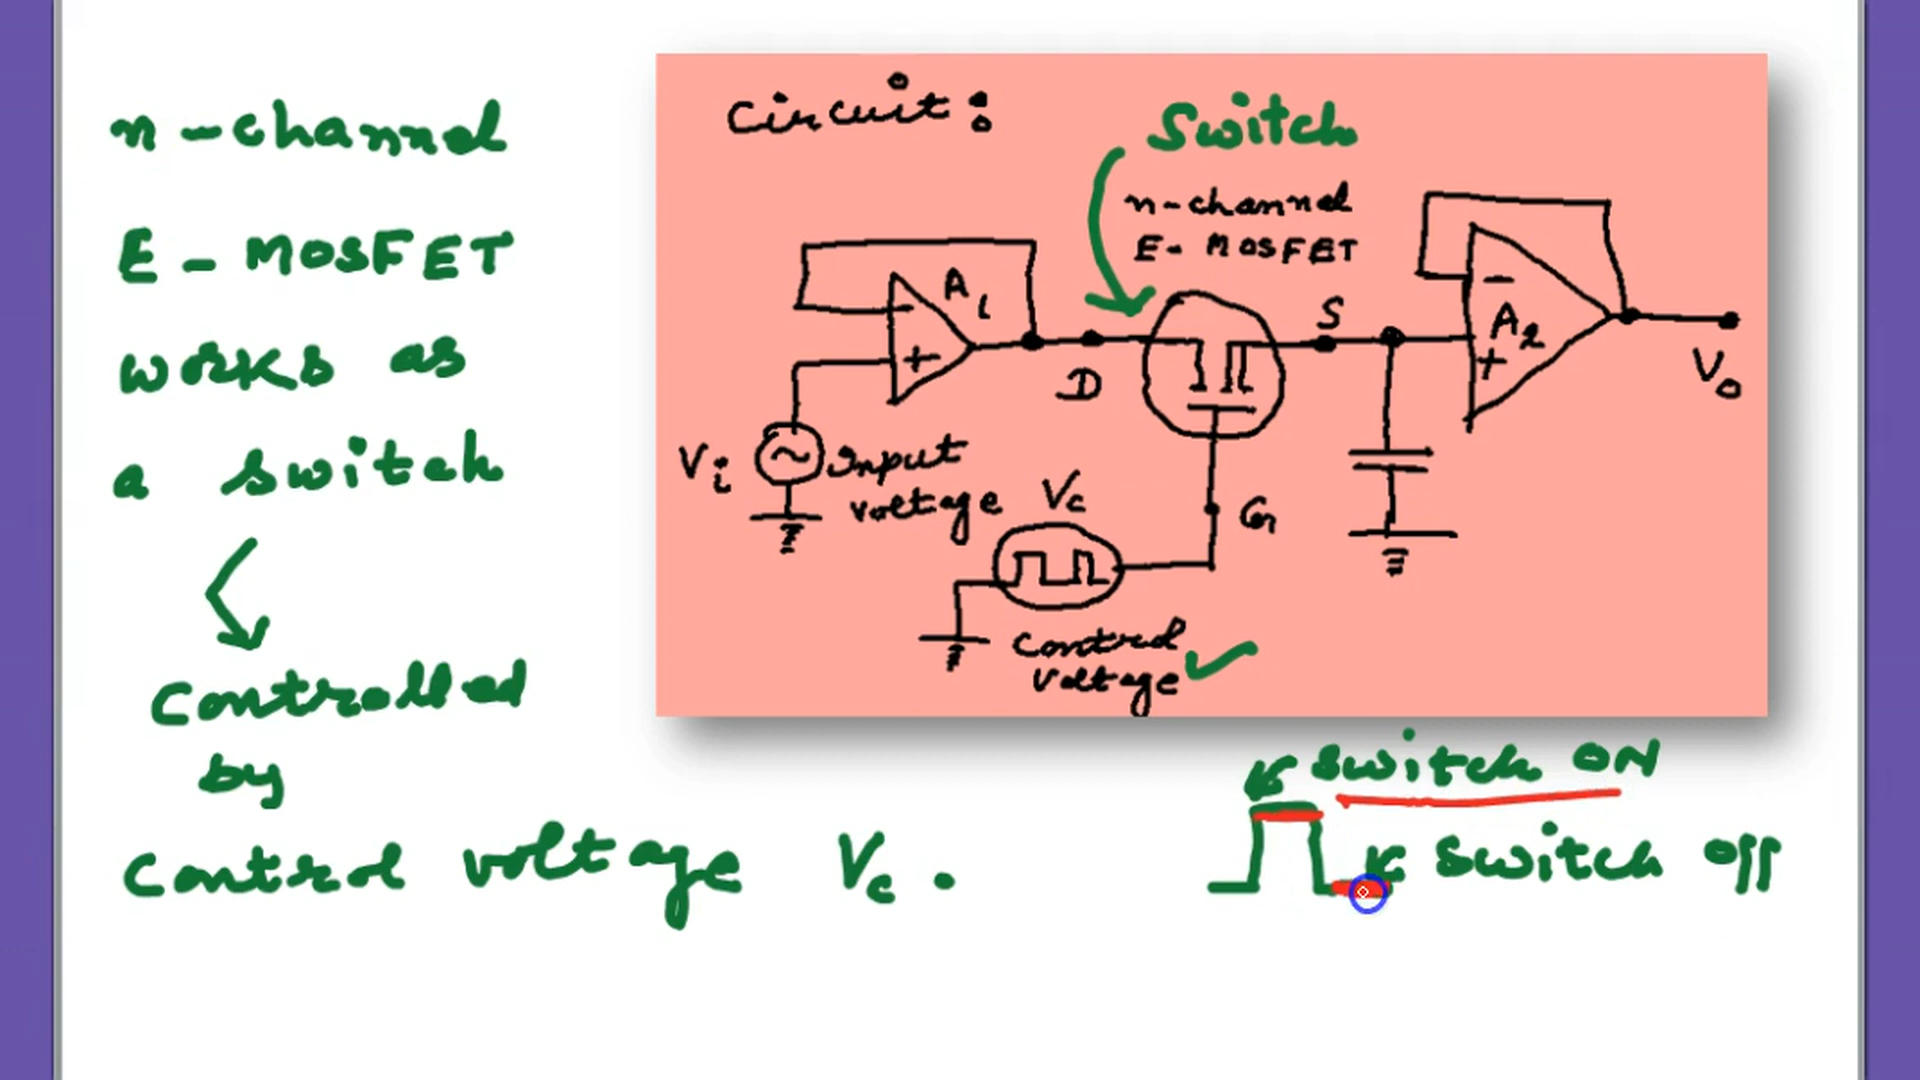 n-channel
E-MOSFET
works as
a switch
Controlled
by
Control voltage Vc.
Circuit:
Switch
n-channel
E-MOSFET
A1
-
+
D
S
-
A2
+
Vo
Vi
Input
voltage
Vc
G
Control
voltage
Switch ON
Switch off